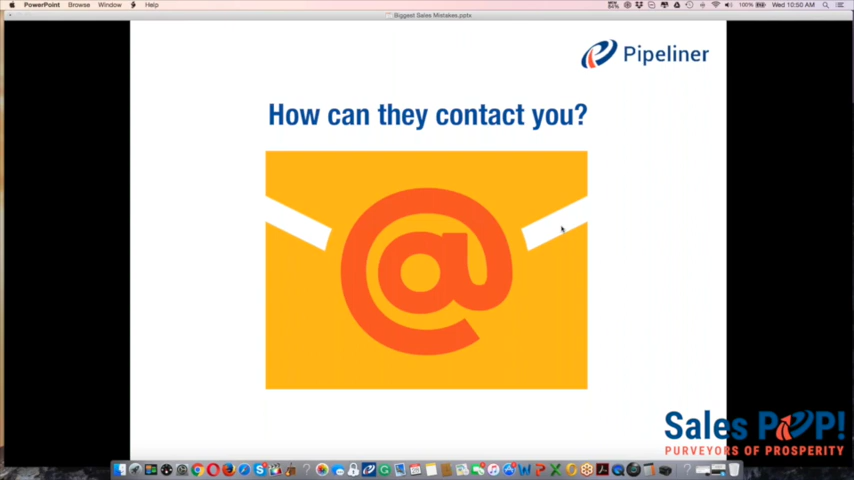 PowerPoint Browse Window Help
100% Wed 10:50 AM
Biggest Sales Mistakes.pptx
Pipeliner
How can they contact you?
@
Sales POP!
PURVEYORS OF PROSPERITY